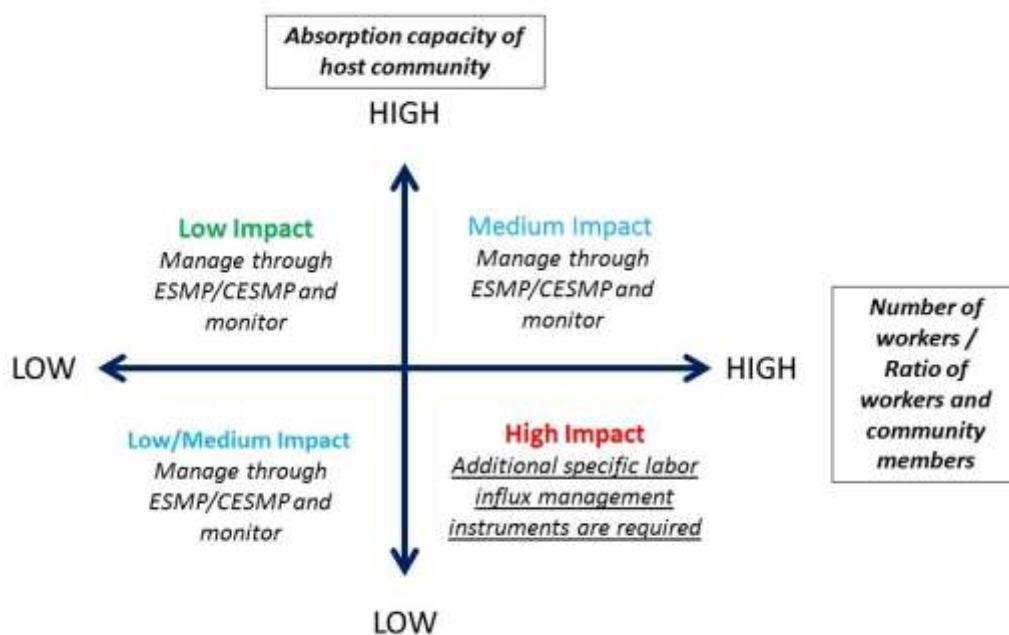 Absorption capacity of
host community
HIGH
Low Impact
Manage through
ESMP/CESMP and
monitor
Medium Impact
Manage through
ESMP/CESMP and
monitor
LOW
HIGH
Number of
workers /
Ratio of
workers and
community
members
Low/Medium Impact
Manage through
ESMP/CESMP and
monitor
High Impact
Additional specific labor
influx management
instruments are required
LOW